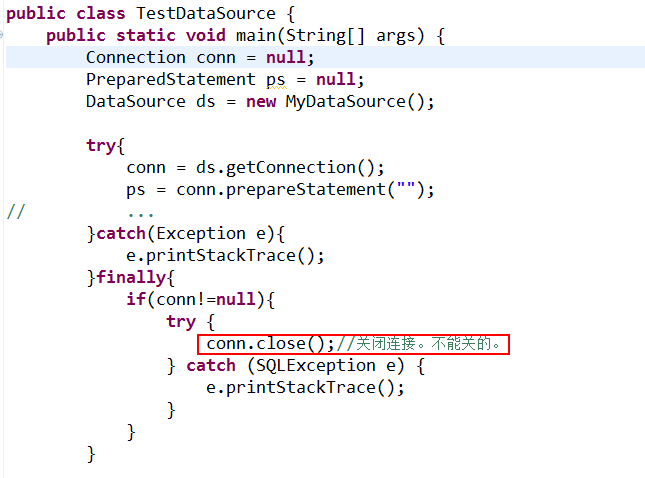 public class TestDataSource {
    public static void main(String[] args) {
        Connection conn = null;
        PreparedStatement ps = null;
        DataSource ds = new MyDataSource();
        try{
            conn = ds.getConnection();
            ps = conn.prepareStatement("");
//          ...
        }catch(Exception e){
            e.printStackTrace();
        }finally{
            if(conn!=null){
                try {
                    conn.close();//关闭连接。不能关的。
                } catch (SQLException e) {
                    e.printStackTrace();
                }
            }
        }